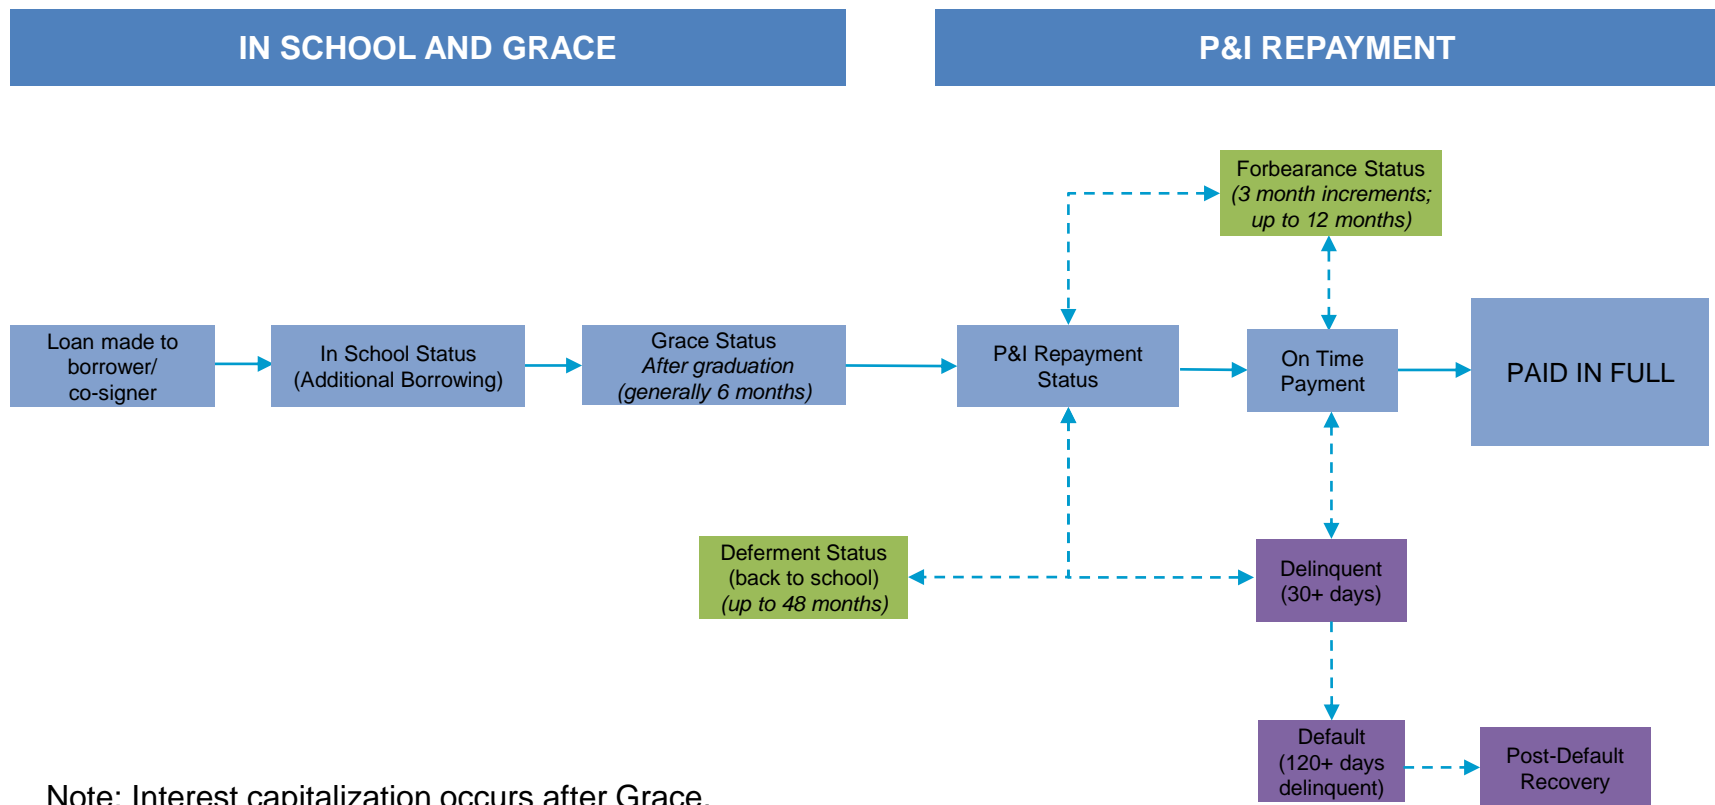 IN SCHOOL AND GRACE
P&I REPAYMENT
Forbearance Status
(3 month increments;
up to 12 months)
Loan made to
borrower/
co-signer
In School Status
(Additional Borrowing)
Grace Status
After graduation
(generally 6 months)
P&I Repayment
Status
On Time
Payment
PAID IN FULL
Deferment Status
(back to school)
(up to 48 months)
Delinquent
(30+ days)
Default
(120+ days
delinquent)
Post-Default
Recovery
Note: Interest capitalization occurs after Grace.